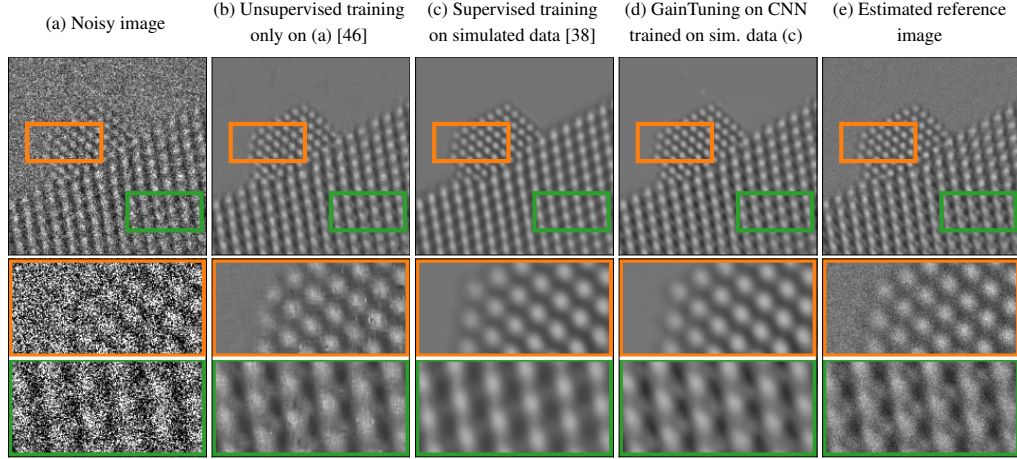 (a) Noisy image
(b) Unsupervised training
only on (a) [46]
(c) Supervised training
on simulated data [38]
(d) GainTuning on CNN
trained on sim. data (c)
(e) Estimated reference
image